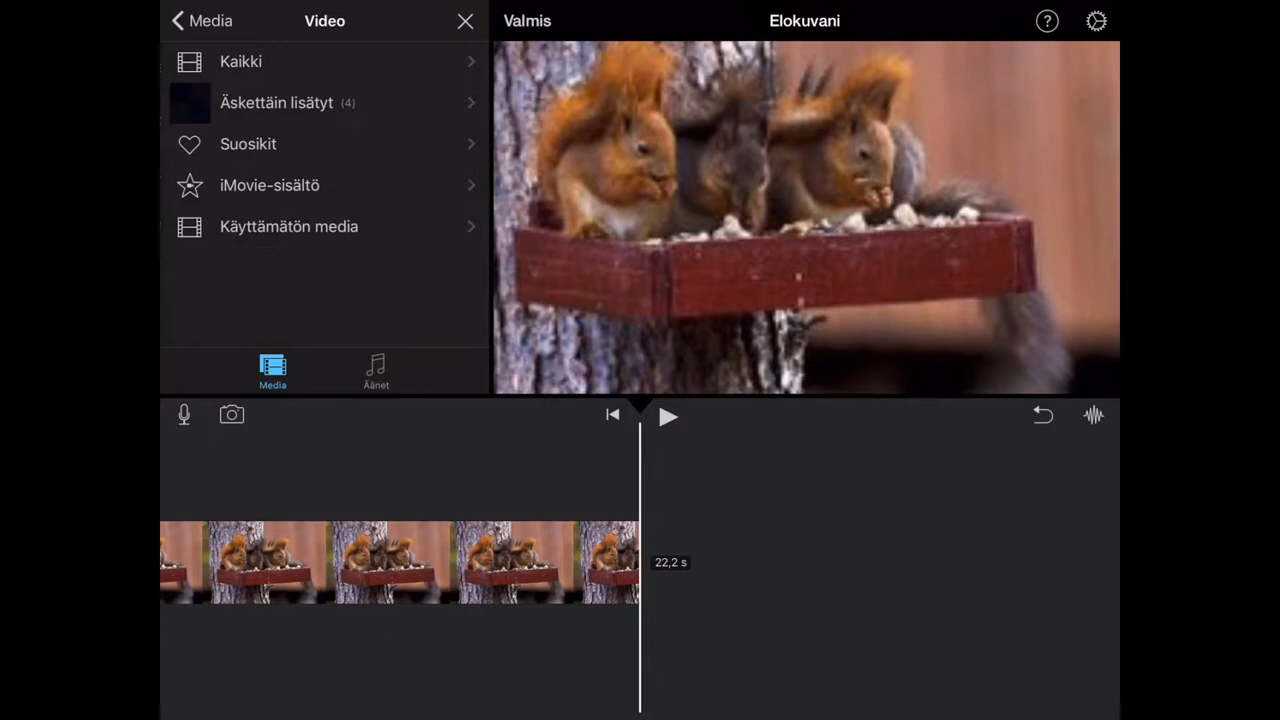 Media
Video
Valmis
Elokuvani
?
Kaikki
Äskettäin lisätyt (4)
Suosikit
iMovie-sisältö
Käyttämätön media
Media
Äänet
22,2 s